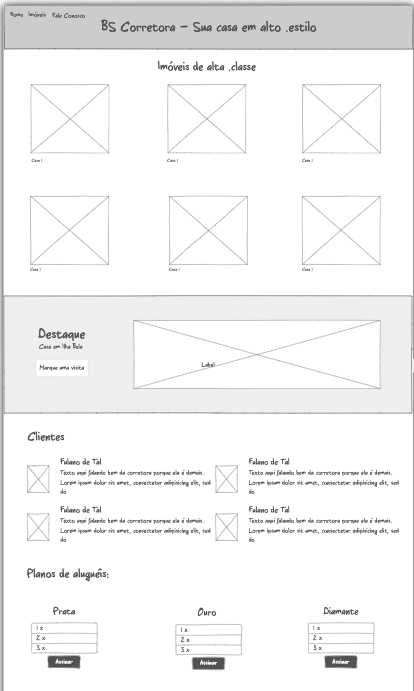 Home Imóveis Fale Conosco
BS Corretora - Sua casa em alto .estilo
Imóveis de alta .classe
Casa 1 Casa 1 Casa 1
Casa 1 Casa 1 Casa 1
Destaque
Casa em Ilha Bela
Marque uma visita
Label
Clientes
Fulano de Tal
Texto aqui falando bem da corretora porque ela é demais.
Lorem ipsum dolor sit amet, consectetur adipisicing elit, sed
do
Fulano de Tal
Texto aqui falando bem da corretora porque ela é demais.
Lorem ipsum dolor sit amet, consectetur adipisicing elit, sed
do
Fulano de Tal
Texto aqui falando bem da corretora porque ela é demais.
Lorem ipsum dolor sit amet, consectetur adipisicing elit, sed
do
Fulano de Tal
Texto aqui falando bem da corretora porque ela é demais.
Lorem ipsum dolor sit amet, consectetur adipisicing elit, sed
do
Planos de aluguéis:
Prata
1 x
2 x
3 x
Assinar
Ouro
1 x
2 x
3 x
Assinar
Diamante
1 x
2 x
3 x
Assinar